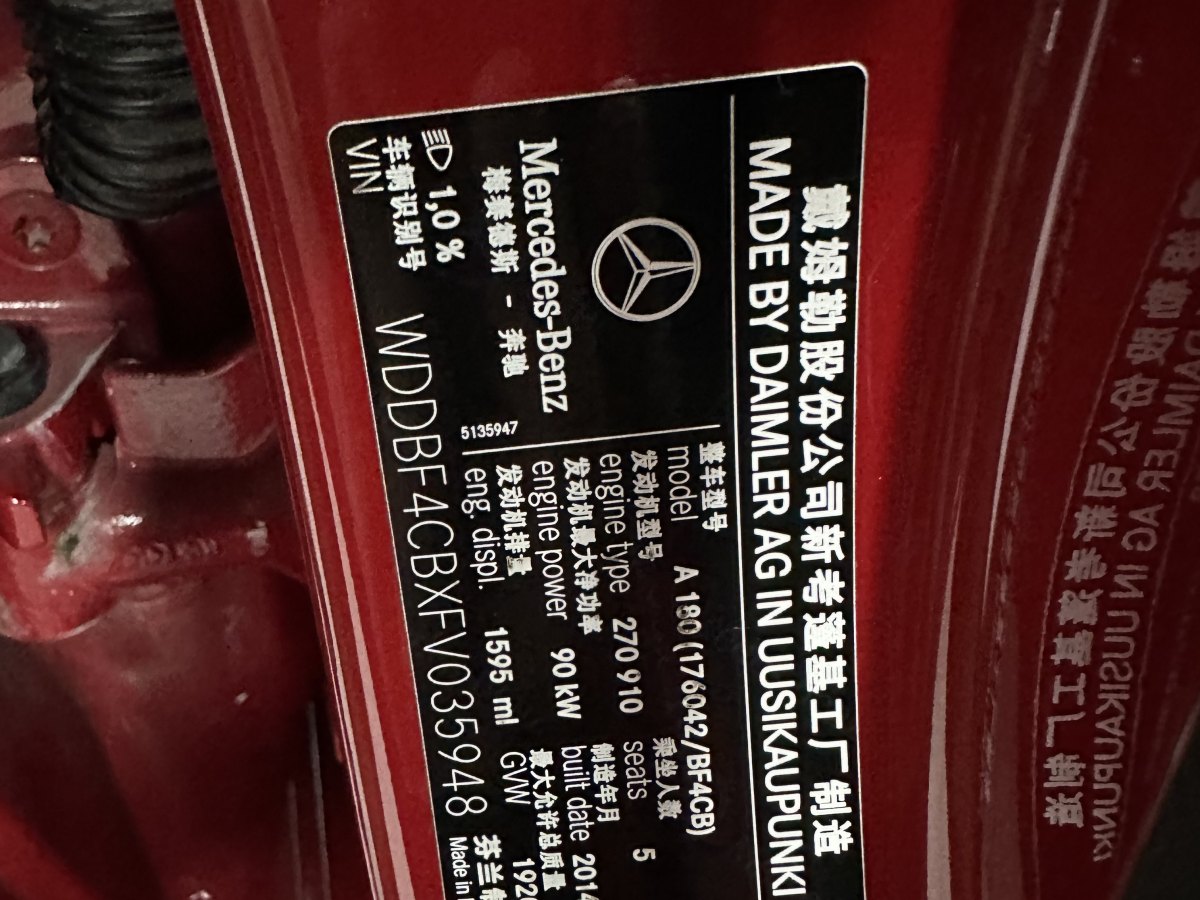 戴姆勒股份公司新考蓬基工厂制造
MADE BY DAIMLER AG IN UUSIKAUPUNKI
Mercedes-Benz
梅赛德斯 - 奔驰
1,0 %
整车型号
model A 180 (176042/BF4CB)
发动机型号 乘坐人数
engine type 270 910 seats 5
发动机最大净功率 制造年月
engine power 90 kW built date 2014
发动机排量 最大允许总质量
eng. displ. 1595 ml GVW 192
5135947
车辆识别号 芬兰
VIN WDDBF4CBXFV035948 Made in